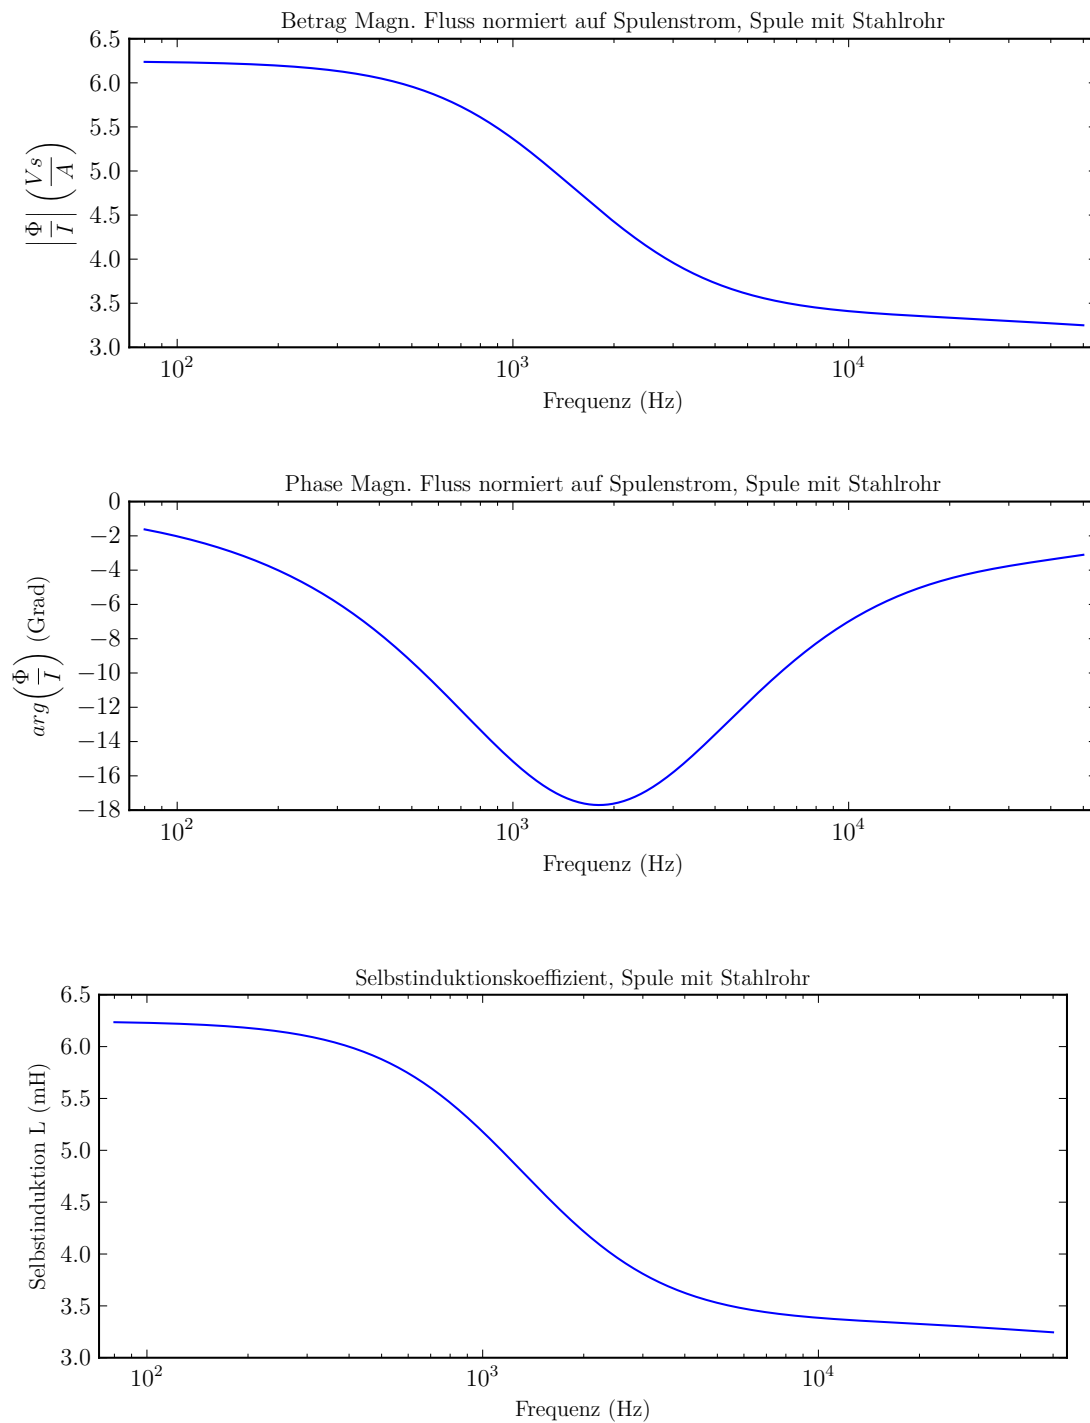 Betrag Magn. Fluss normiert auf Spulenstrom, Spule mit Stahlrohr
|Φ/I| (Vs/A)
6.5
6.0
5.5
5.0
4.5
4.0
3.5
3.0
10² 10³ 10⁴
Frequenz (Hz)
Phase Magn. Fluss normiert auf Spulenstrom, Spule mit Stahlrohr
arg(Φ/I) (Grad)
0
−2
−4
−6
−8
−10
−12
−14
−16
−18
10² 10³ 10⁴
Frequenz (Hz)
Selbstinduktionskoeffizient, Spule mit Stahlrohr
Selbstinduktion L (mH)
6.5
6.0
5.5
5.0
4.5
4.0
3.5
3.0
10² 10³ 10⁴
Frequenz (Hz)